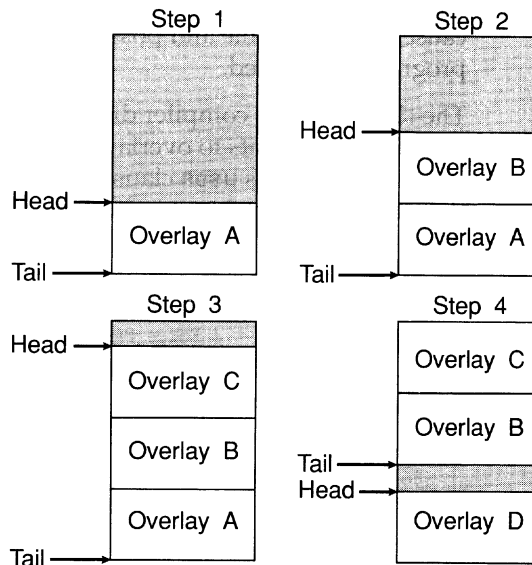 Step 1
Head
Overlay A
Tail
Step 2
Head
Overlay B
Overlay A
Tail
Step 3
Head
Overlay C
Overlay B
Overlay A
Tail
Step 4
Overlay C
Overlay B
Tail
Head
Overlay D